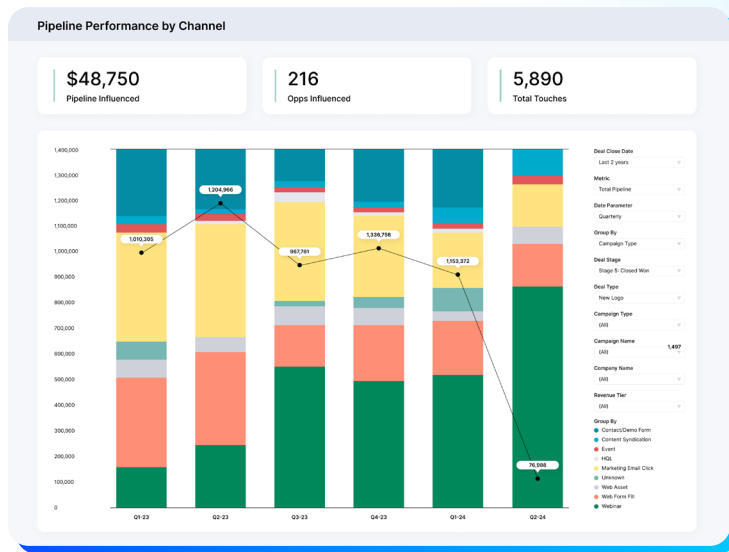 Pipeline Performance by Channel
$48,750
Pipeline Influenced
216
Opps Influenced
5,890
Total Touches
1,400,000
1,300,000
1,200,000
1,100,000
1,000,000
900,000
800,000
700,000
600,000
500,000
400,000
300,000
200,000
100,000
0
1,010,305
1,204,966
967,761
1,336,756
1,153,372
76,988
Q1-23
Q2-23
Q3-23
Q4-23
Q1-24
Q2-24
Deal Close Date
Last 2 years
Metric
Total Pipeline
Date Parameter
Quarterly
Group By
Campaign Type
Deal Stage
Stage 5: Closed Won
Deal Type
New Logo
Campaign Type
(All)
Campaign Name
1,497
(All)
Company Name
(All)
Revenue Tier
(All)
Group By
Contact/Demo Form
Content Syndication
Event
HQL
Marketing Email Click
Unknown
Web Asset
Web Form Fill
Webinar